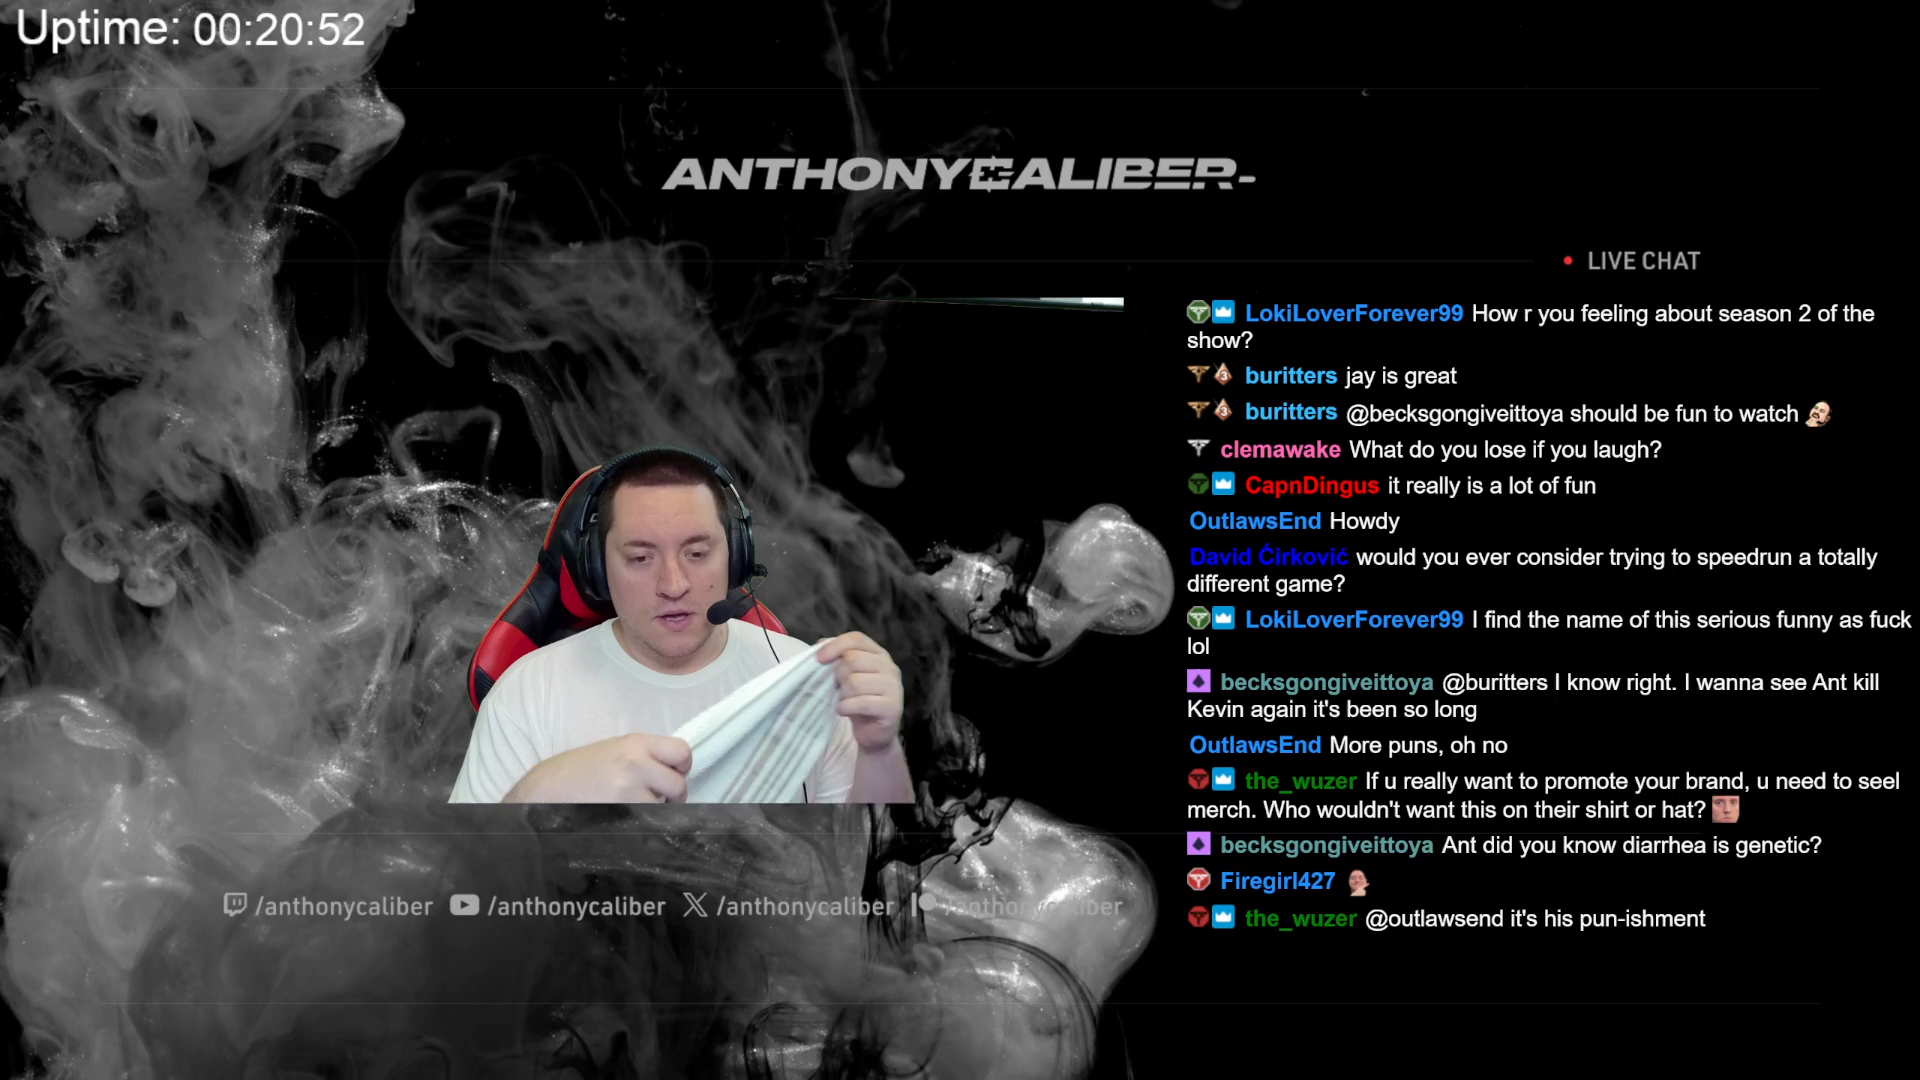 Uptime: 00:20:52
ANTHONYCALIBER-
LIVE CHAT
LokiLoverForever99 How r you feeling about season 2 of the
show?
buritters jay is great
buritters @becksgongiveittoya should be fun to watch
clemawake What do you lose if you laugh?
CapnDingus it really is a lot of fun
OutlawsEnd Howdy
David Ćirković would you ever consider trying to speedrun a totally
different game?
LokiLoverForever99 I find the name of this serious funny as fuck
lol
becksgongiveittoya @buritters I know right. I wanna see Ant kill
Kevin again it's been so long
OutlawsEnd More puns, oh no
the_wuzer If u really want to promote your brand, u need to seel
merch. Who wouldn't want this on their shirt or hat?
becksgongiveittoya Ant did you know diarrhea is genetic?
Firegirl427
the_wuzer @outlawsend it's his pun-ishment
/anthonycaliber /anthonycaliber /anthonycaliber /anthonycaliber